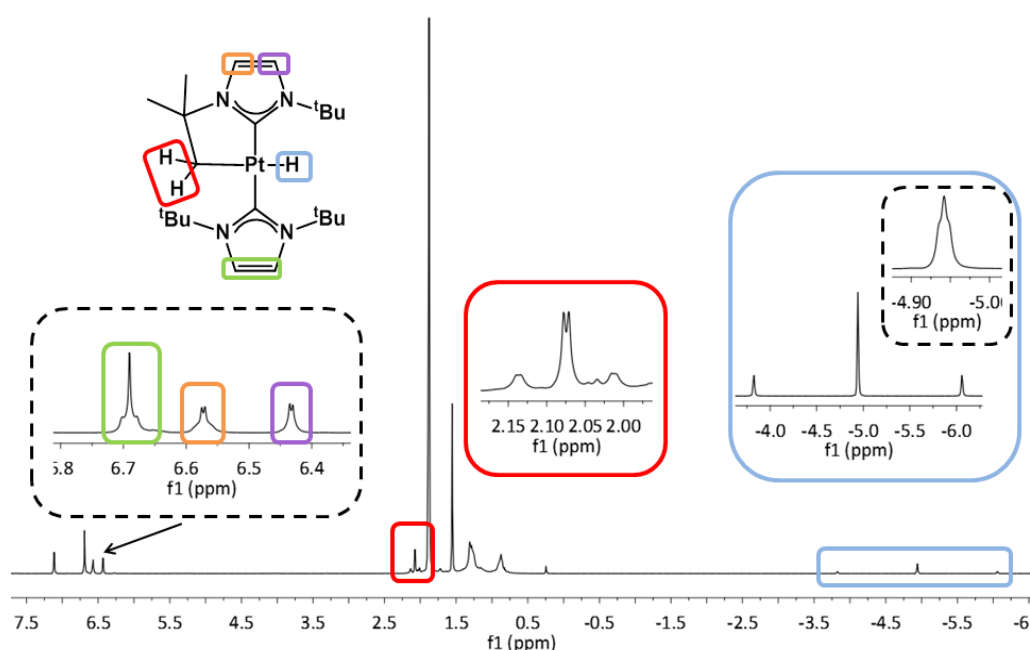 N N
tBu
H
H
Pt H
tBu tBu
N N
-4.90 -5.0
f1 (ppm)
6.8 6.7 6.6 6.5 6.4
f1 (ppm)
2.15 2.10 2.05 2.00
f1 (ppm)
-4.0 -4.5 -5.0 -5.5 -6.0
f1 (ppm)
7.5 6.5 5.5 4.5 3.5 2.5 1.5 0.5 -0.5 -1.5 -2.5 -3.5 -4.5 -5.5 -6.5
f1 (ppm)